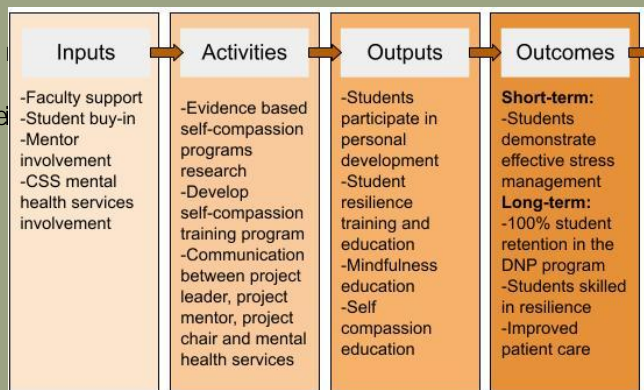 Inputs
-Faculty support
-Student buy-in
-Mentor
involvement
-CSS mental
health services
involvement
Activities
-Evidence based
self-compassion
programs
research
-Develop
self-compassion
training program
-Communication
between project
leader, project
mentor, project
chair and mental
health services
Outputs
-Students
participate in
personal
development
-Student
resilience
training and
education
-Mindfulness
education
-Self
compassion
education
Outcomes
Short-term:
-Students
demonstrate
effective stress
management
Long-term:
-100% student
retention in the
DNP program
-Students skilled
in resilience
-Improved
patient care